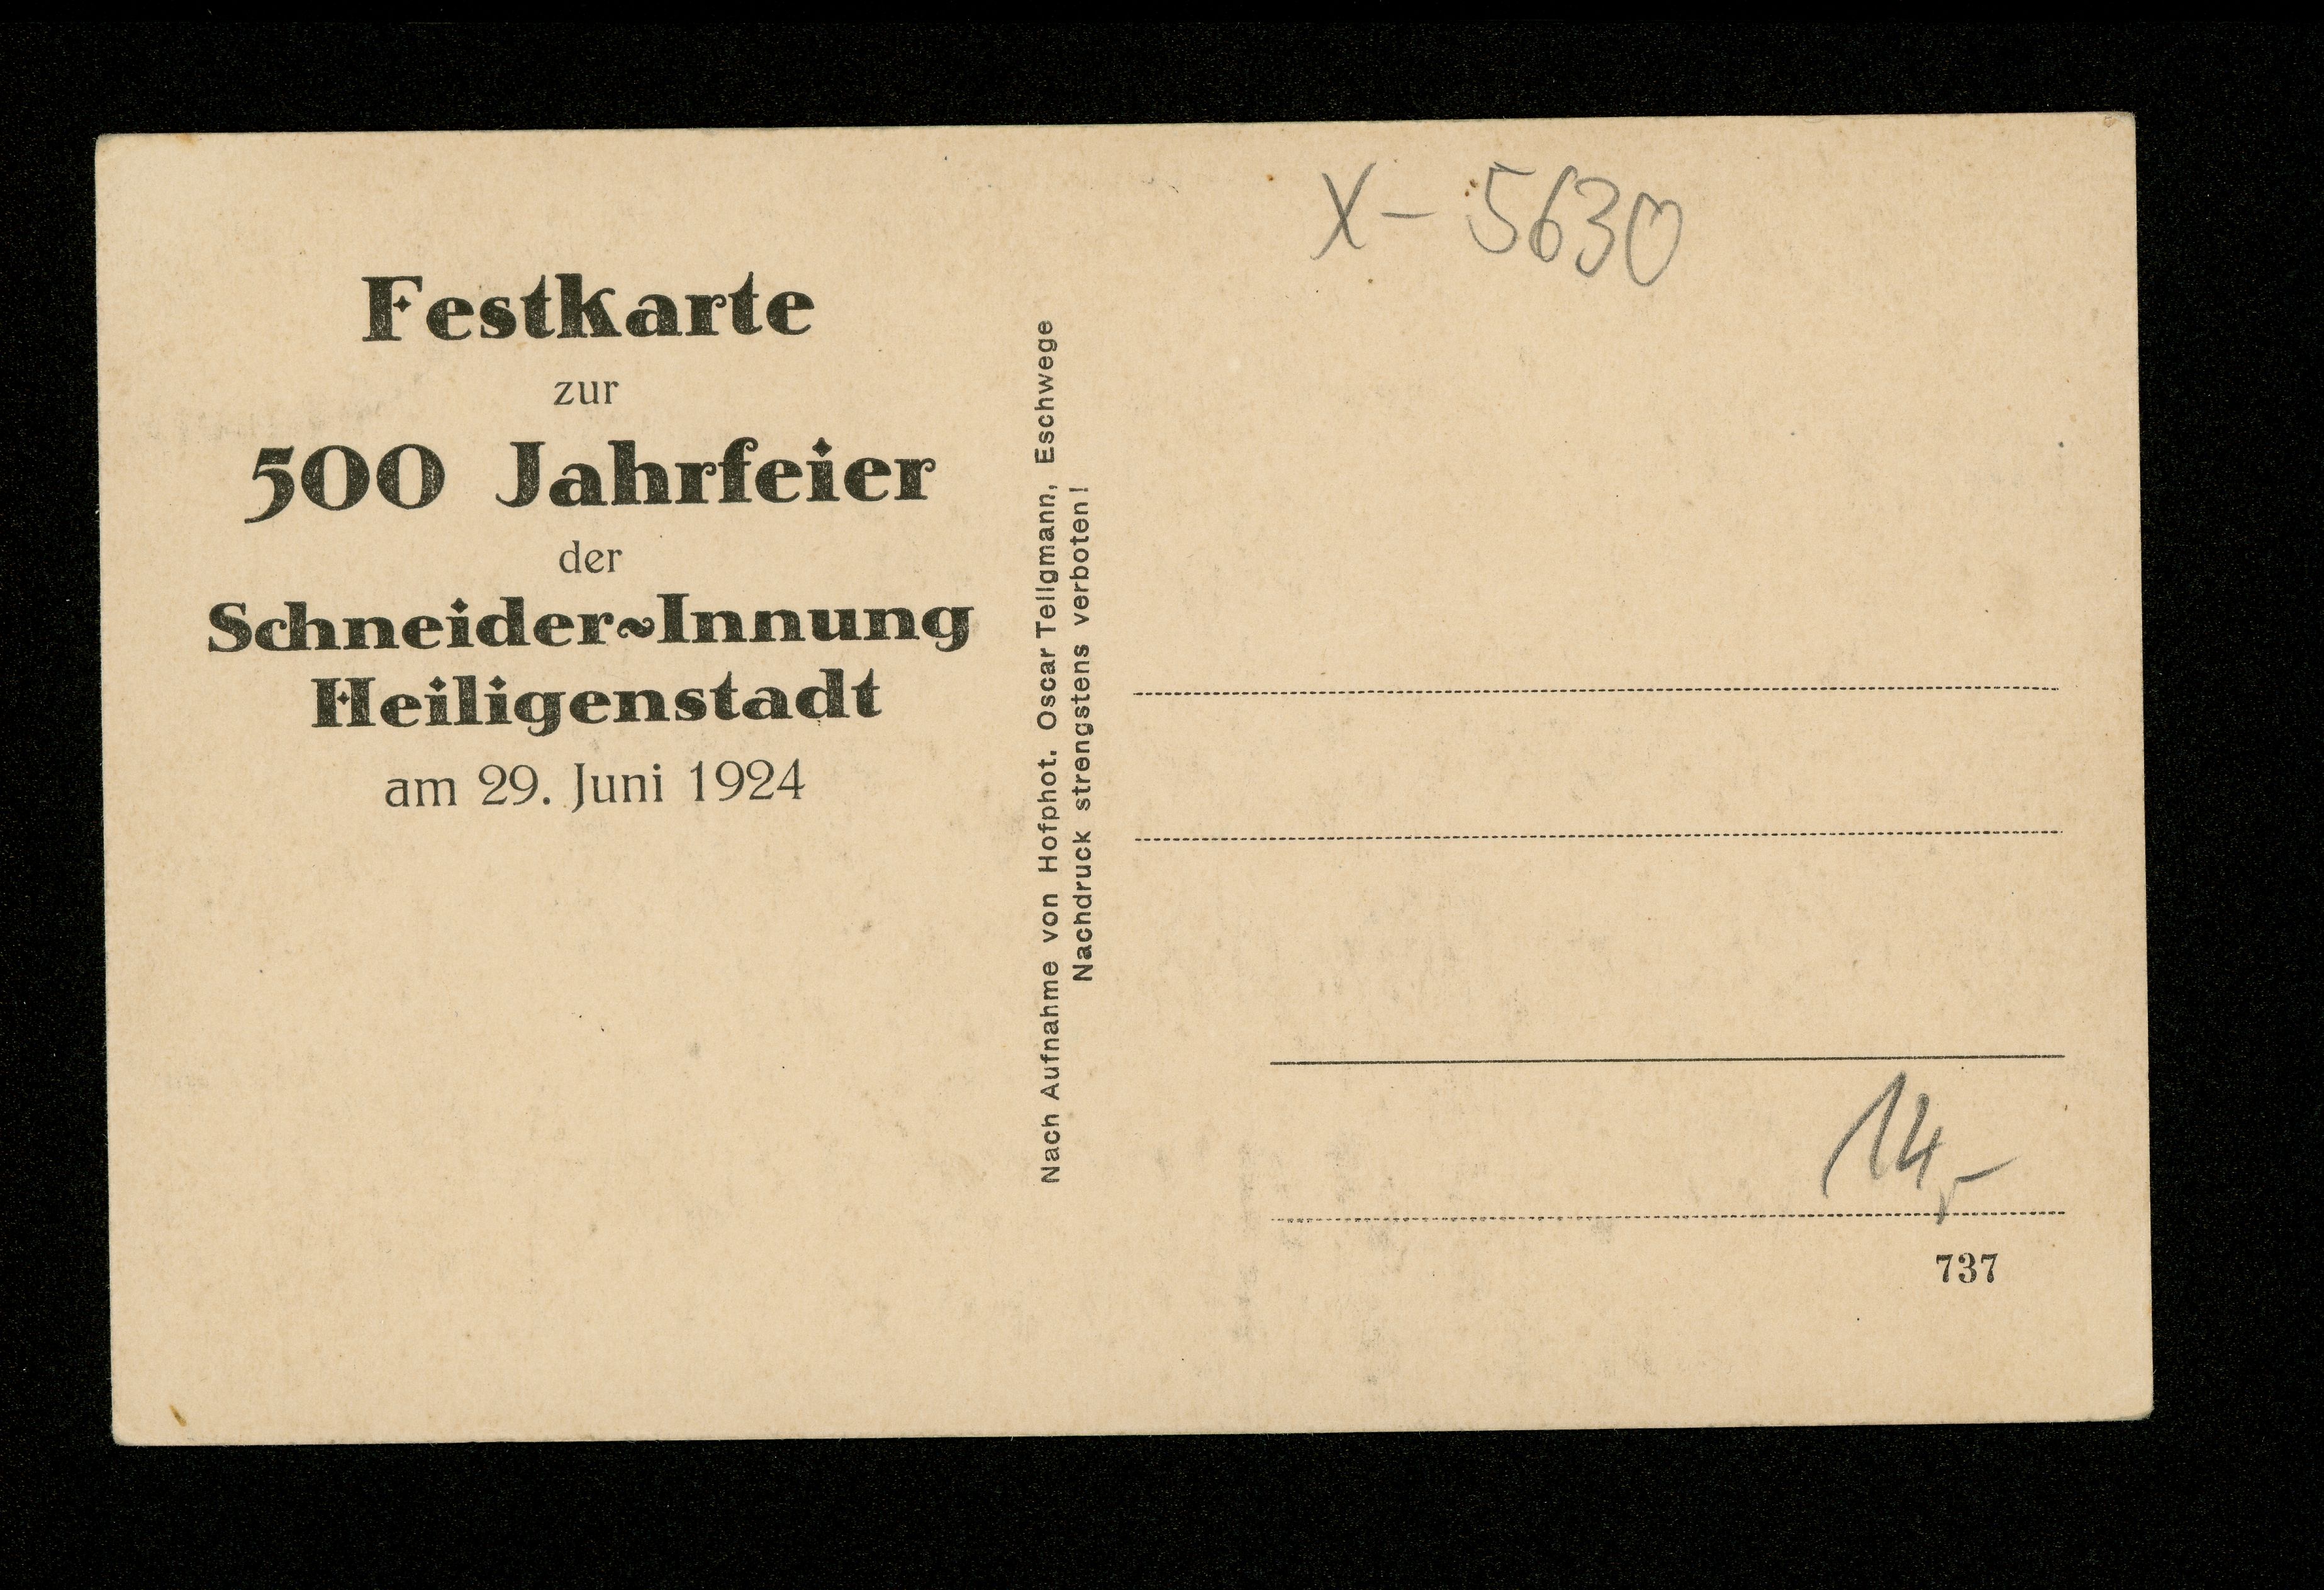 Festkarte
zur
500 Jahrfeier
der
Schneider~Innung
Heiligenstadt
am 29. Juni 1924
Nach Aufnahme von Hofphot. Oscar Tellgmann, Eschwege
Nachdruck strengstens verboten!
X- 5630
14,-
737